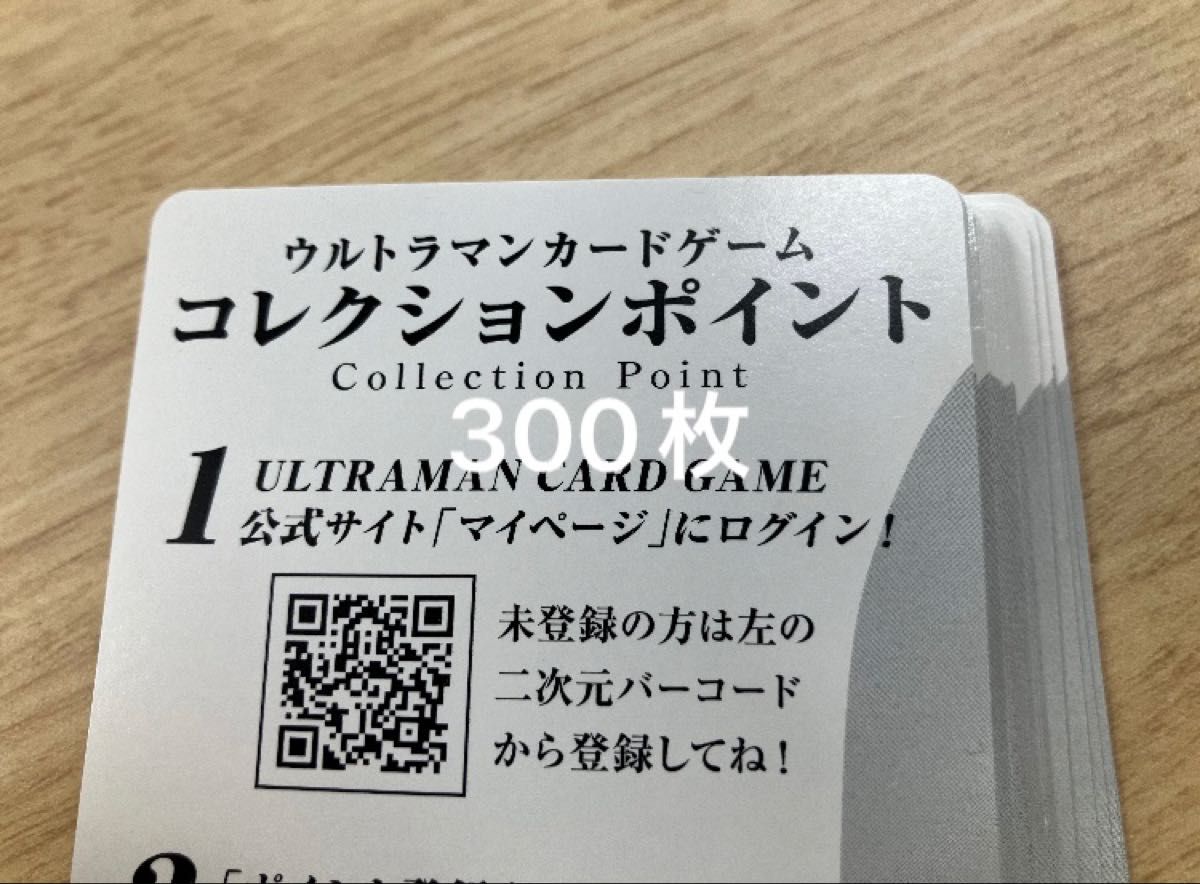 ウルトラマンカードゲーム
コレクションポイント
Collection Point
300枚
1 ULTRAMAN CARD GAME
公式サイト「マイページ」にログイン!
未登録の方は左の
二次元バーコード
から登録してね!
2